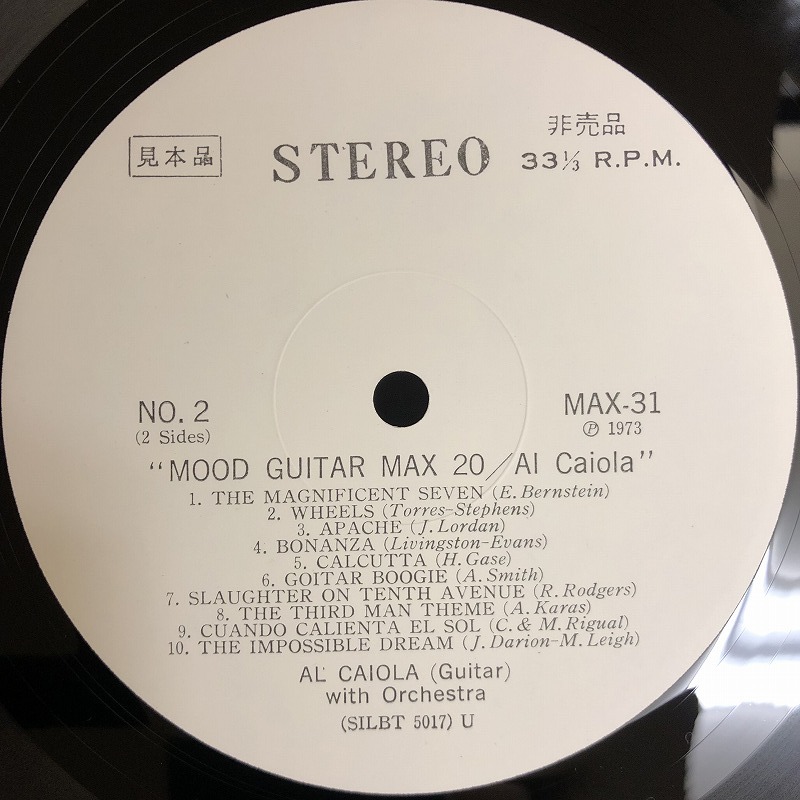 非売品
見本品 STEREO 33⅓ R.P.M.
NO. 2 MAX-31
(2 Sides) Ⓟ 1973
"MOOD GUITAR MAX 20/Al Caiola"
1. THE MAGNIFICENT SEVEN (E. Bernstein)
2. WHEELS (Torres-Stephens)
3. APACHE (J. Lordan)
4. BONANZA (Livingston-Evans)
5. CALCUTTA (H. Gase)
6. GOITAR BOOGIE (A. Smith)
7. SLAUGHTER ON TENTH AVENUE (R. Rodgers)
8. THE THIRD MAN THEME (A. Karas)
9. CUANDO CALIENTA EL SOL (C. & M. Rigual)
10. THE IMPOSSIBLE DREAM (J. Darion-M. Leigh)
AL CAIOLA (Guitar)
with Orchestra
(SILBT 5017) U